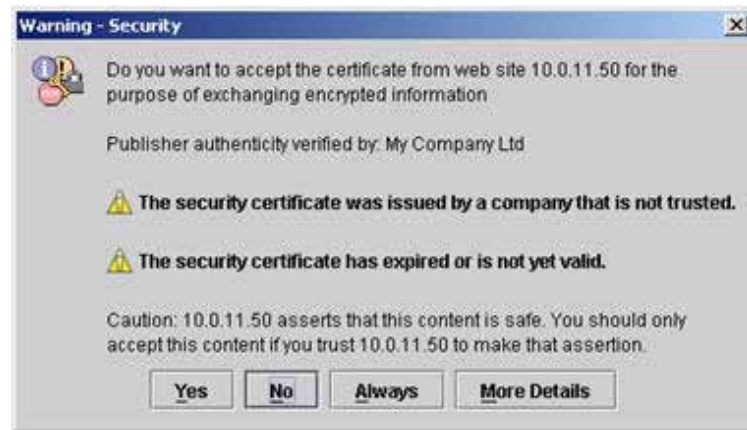 Warning - Security
Do you want to accept the certificate from web site 10.0.11.50 for the
purpose of exchanging encrypted information
Publisher authenticity verified by: My Company Ltd
The security certificate was issued by a company that is not trusted.
The security certificate has expired or is not yet valid.
Caution: 10.0.11.50 asserts that this content is safe. You should only
accept this content if you trust 10.0.11.50 to make that assertion.
Yes No Always More Details